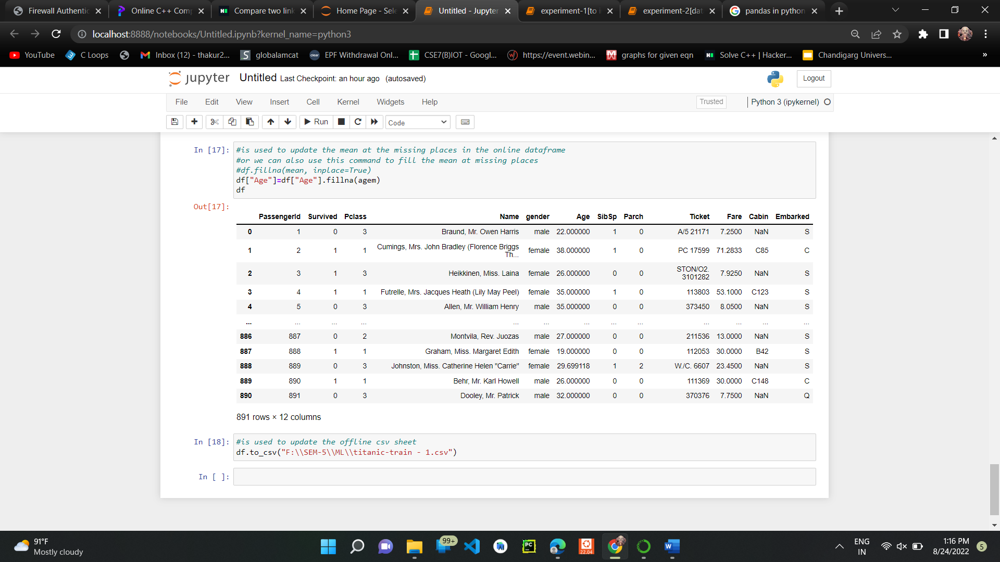 Firewall Authentic
Online C++ Comp
Compare two link
Home Page - Sele
Untitled - Jupyter
experiment-1[to i
experiment-2[dat
pandas in python
localhost:8888/notebooks/Untitled.ipynb?kernel_name=python3
YouTube
C Loops
Inbox (12) - thakur2...
globalamcat
EPF Withdrawal Onl...
CSE7(B)IOT - Googl...
https://event.webin...
graphs for given eqn
Solve C++ | Hacker...
Chandigarg Univers...
»
jupyter Untitled Last Checkpoint: an hour ago (autosaved)
Logout
File Edit View Insert Cell Kernel Widgets Help
Trusted
Python 3 (ipykernel)
Run
Code
In [17]:
#is used to update the mean at the missing places in the online dataframe
#or we can also use this command to fill the mean at missing places
#df.fillna(mean, inplace=True)
df["Age"]=df["Age"].fillna(agem)
df
Out[17]:
PassengerId Survived Pclass Name gender Age SibSp Parch Ticket Fare Cabin Embarked
0 1 0 3 Braund, Mr. Owen Harris male 22.000000 1 0 A/5 21171 7.2500 NaN S
1 2 1 1 Cumings, Mrs. John Bradley (Florence Briggs Th... female 38.000000 1 0 PC 17599 71.2833 C85 C
2 3 1 3 Heikkinen, Miss. Laina female 26.000000 0 0 STON/O2. 3101282 7.9250 NaN S
3 4 1 1 Futrelle, Mrs. Jacques Heath (Lily May Peel) female 35.000000 1 0 113803 53.1000 C123 S
4 5 0 3 Allen, Mr. William Henry male 35.000000 0 0 373450 8.0500 NaN S
... ... ... ... ... ... ... ... ... ... ... ... ...
886 887 0 2 Montvila, Rev. Juozas male 27.000000 0 0 211536 13.0000 NaN S
887 888 1 1 Graham, Miss. Margaret Edith female 19.000000 0 0 112053 30.0000 B42 S
888 889 0 3 Johnston, Miss. Catherine Helen "Carrie" female 29.699118 1 2 W./C. 6607 23.4500 NaN S
889 890 1 1 Behr, Mr. Karl Howell male 26.000000 0 0 111369 30.0000 C148 C
890 891 0 3 Dooley, Mr. Patrick male 32.000000 0 0 370376 7.7500 NaN Q
891 rows × 12 columns
In [18]:
#is used to update the offline csv sheet
df.to_csv("F:\\SEM-5\\ML\\titanic-train - 1.csv")
In [ ]:
91°F
Mostly cloudy
99+
PC
22.04
W
ENG
IN
1:16 PM
8/24/2022
5